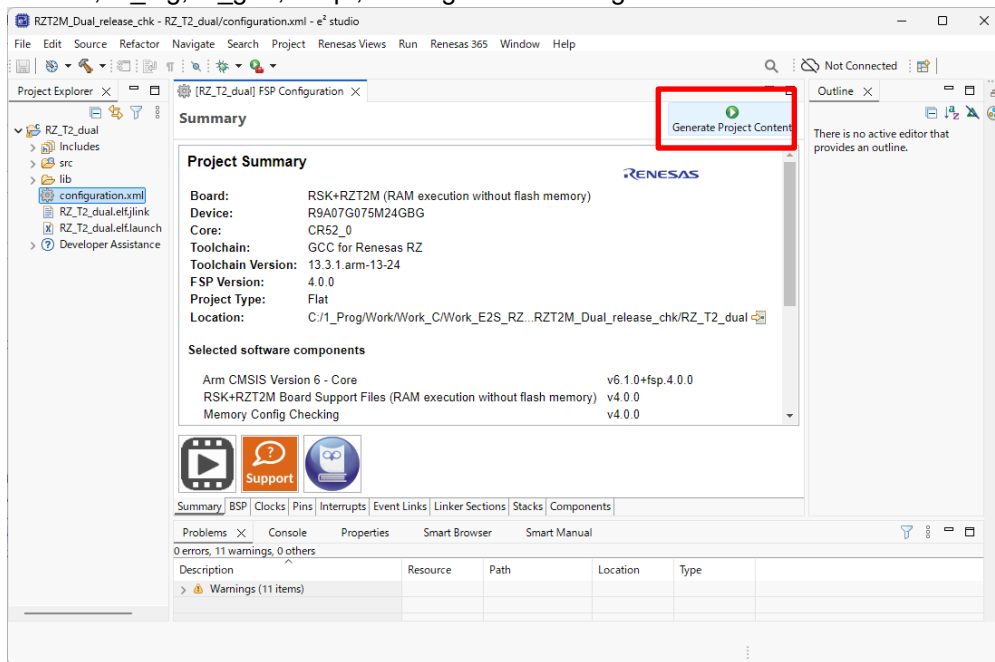 RZT2M_Dual_release_chk - RZ_T2_dual/configuration.xml - e² studio
File Edit Source Refactor Navigate Search Project Renesas Views Run Renesas 365 Window Help
Not Connected
Project Explorer
[RZ_T2_dual] FSP Configuration
Outline
Summary
Generate Project Content
There is no active editor that
provides an outline.
RZ_T2_dual
Includes
src
lib
configuration.xml
RZ_T2_dual.elf.jlink
RZ_T2_dual.elf.launch
Developer Assistance
Project Summary
RENESAS
Board: RSK+RZT2M (RAM execution without flash memory)
Device: R9A07G075M24GBG
Core: CR52_0
Toolchain: GCC for Renesas RZ
Toolchain Version: 13.3.1.arm-13-24
FSP Version: 4.0.0
Project Type: Flat
Location: C:/1_Prog/Work/Work_C/Work_E2S_RZ...RZT2M_Dual_release_chk/RZ_T2_dual
Selected software components
Arm CMSIS Version 6 - Core v6.1.0+fsp.4.0.0
RSK+RZT2M Board Support Files (RAM execution without flash memory) v4.0.0
Memory Config Checking v4.0.0
Support
Summary BSP Clocks Pins Interrupts Event Links Linker Sections Stacks Components
Problems Console Properties Smart Browser Smart Manual
0 errors, 11 warnings, 0 others
Description Resource Path Location Type
Warnings (11 items)